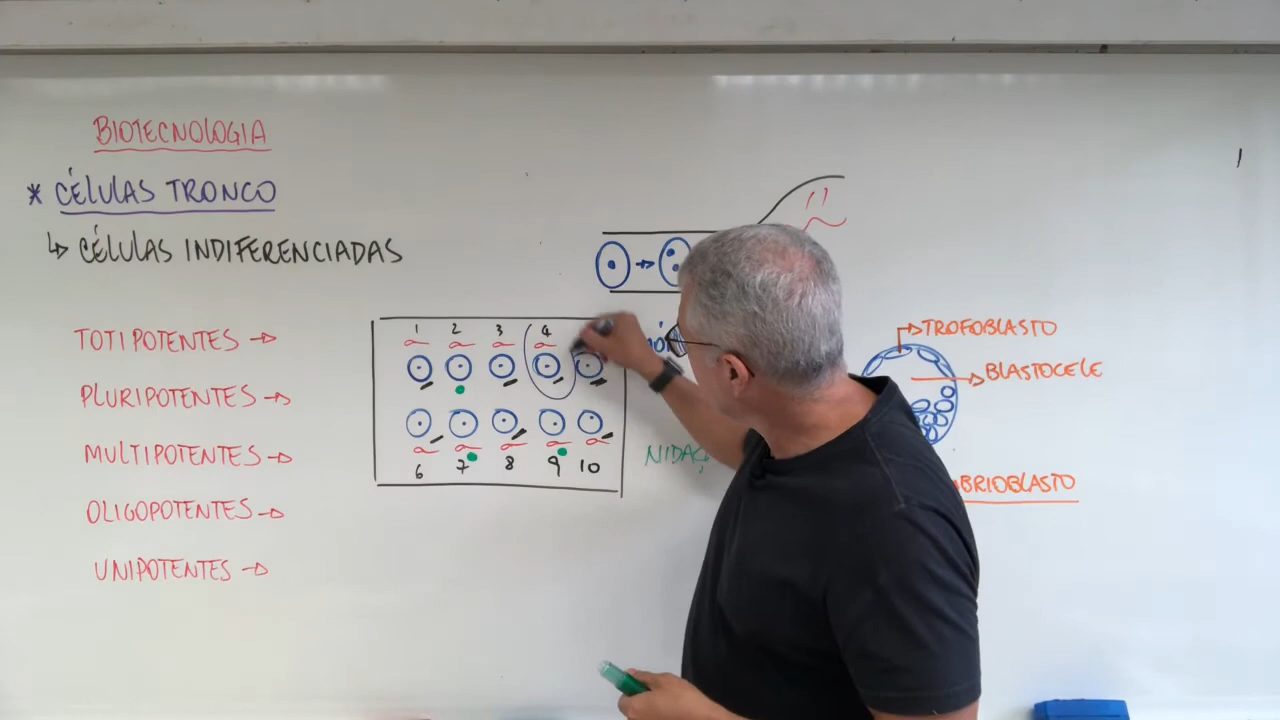 BIOTECNOLOGIA
* CÉLULAS TRONCO
↳ CÉLULAS INDIFERENCIADAS
TOTIPOTENTES →
PLURIPOTENTES →
MULTIPOTENTES →
OLIGOPOTENTES →
UNIPOTENTES →
1 2 3 4
6 7 8 9 10
TROFOBLASTO
BLASTOCELE